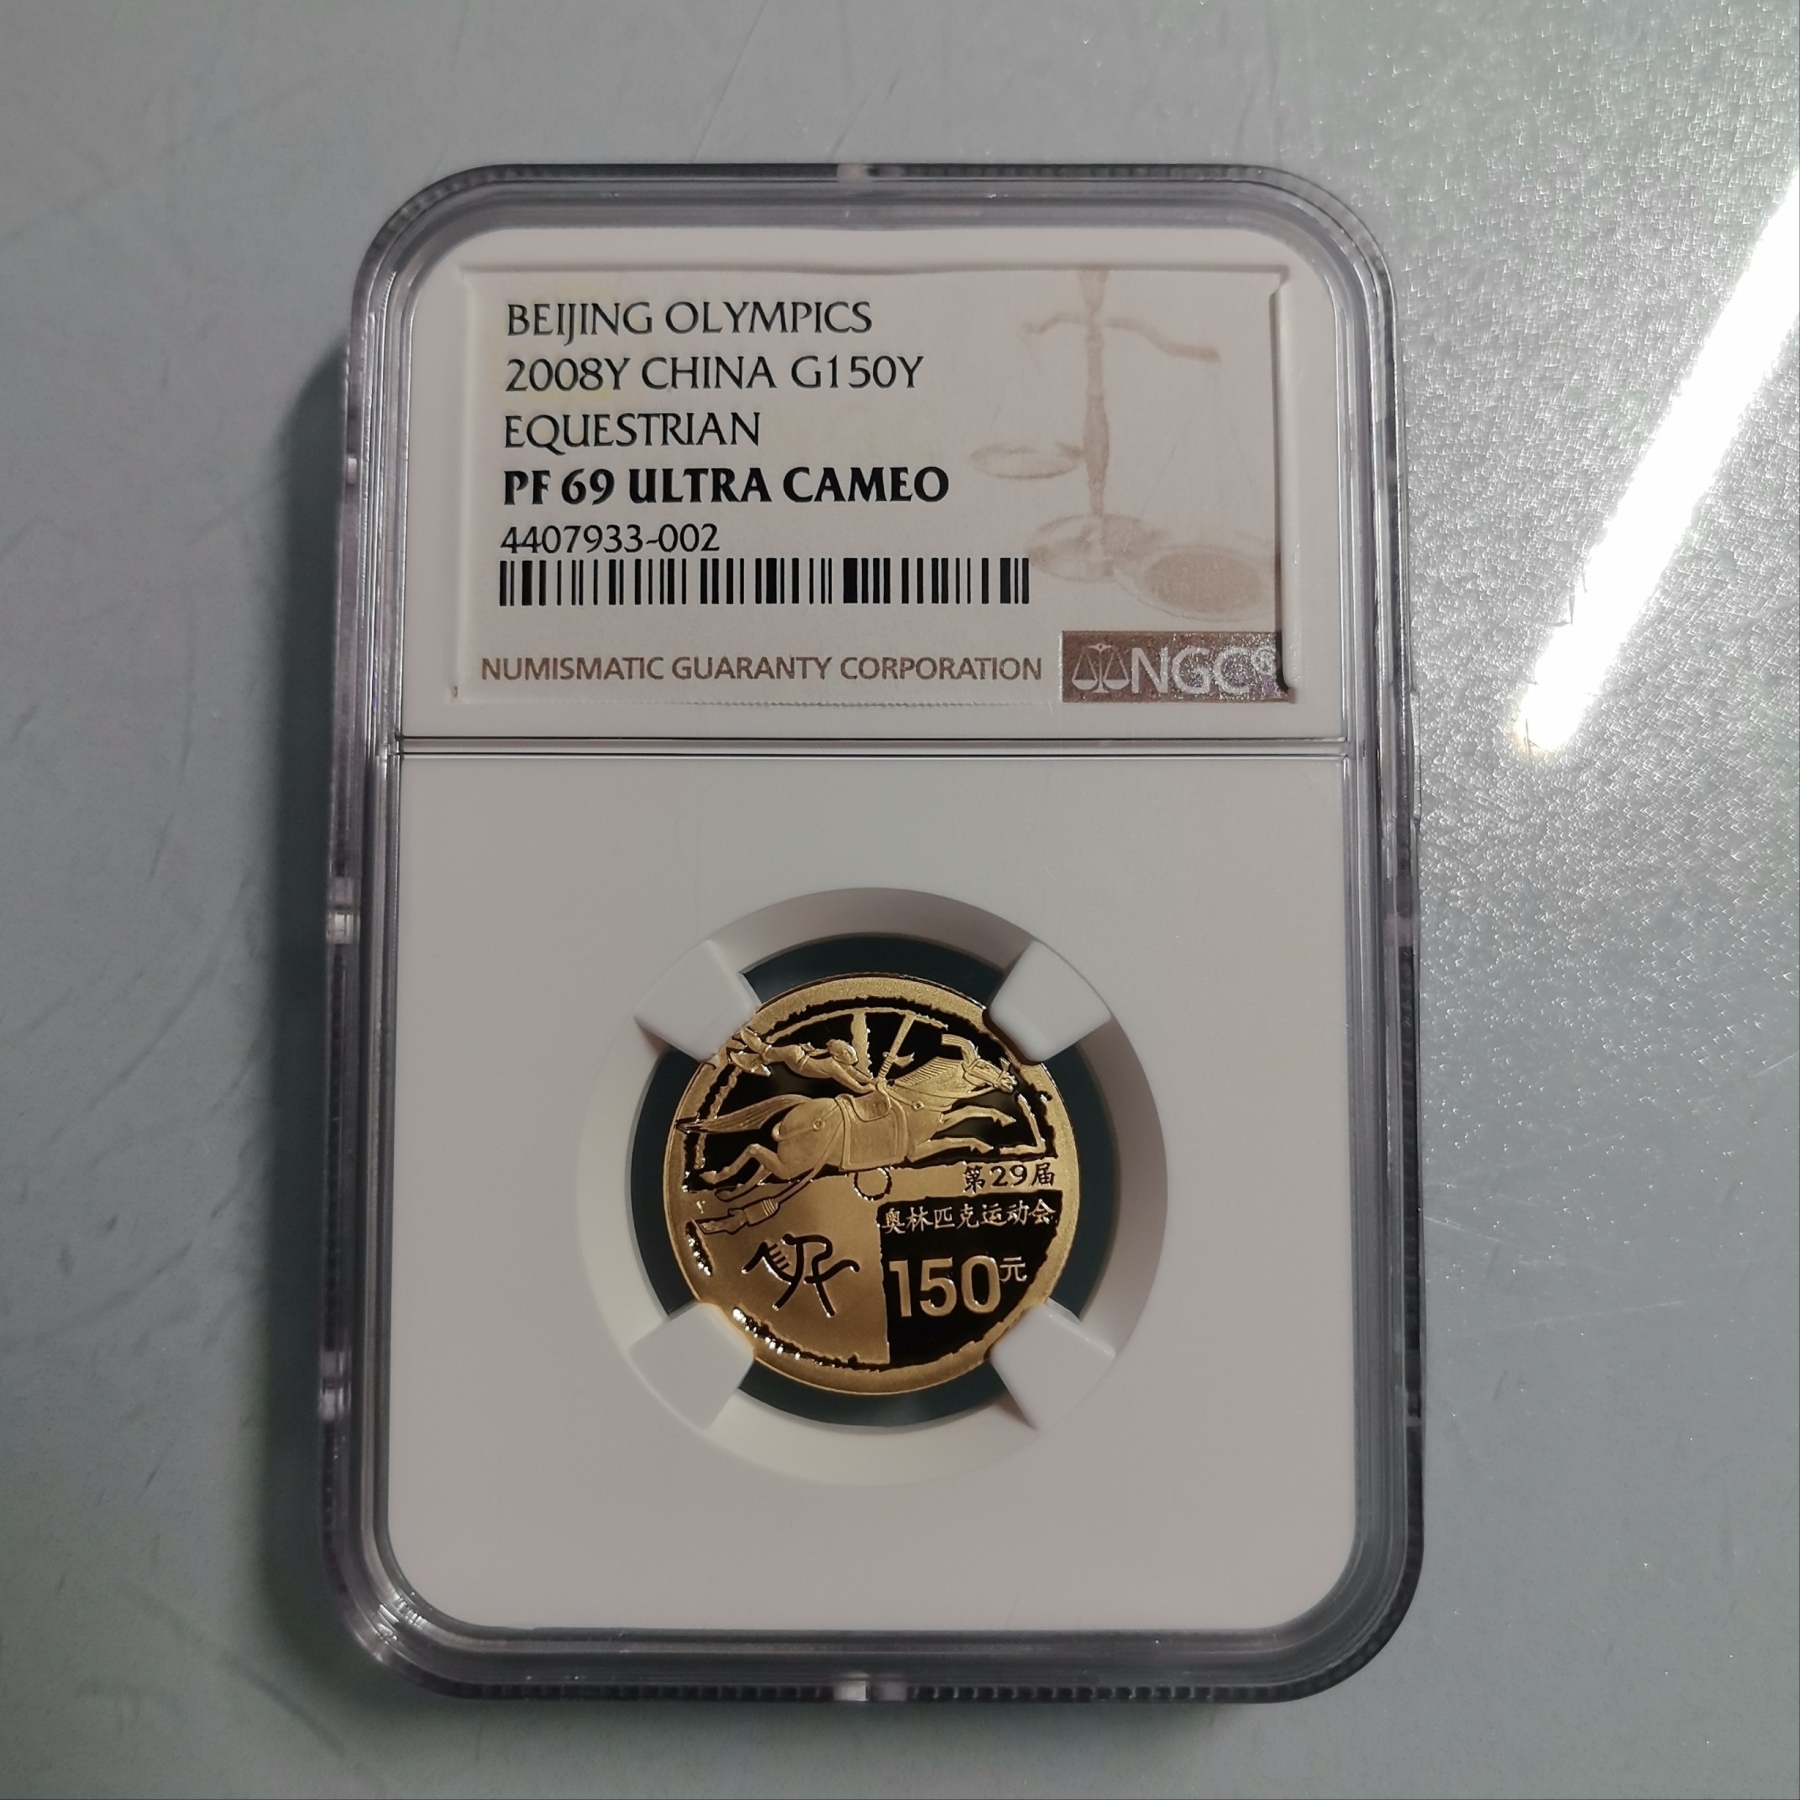 BEIJING OLYMPICS
2008Y CHINA G150Y
EQUESTRIAN
PF 69 ULTRA CAMEO
4407933-002
NUMISMATIC GUARANTY CORPORATION
NGC®
第29届
奥林匹克运动会
150元